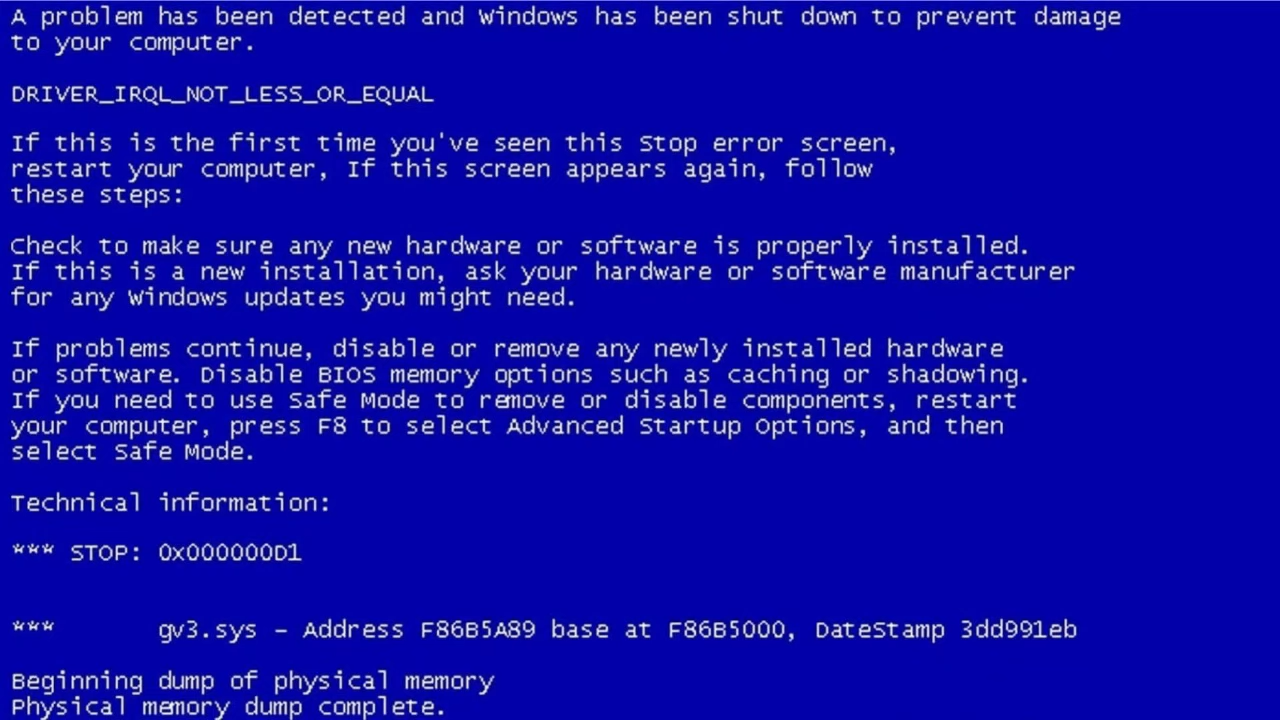 A problem has been detected and Windows has been shut down to prevent damage
to your computer.
DRIVER_IRQL_NOT_LESS_OR_EQUAL
If this is the first time you've seen this Stop error screen,
restart your computer, If this screen appears again, follow
these steps:
Check to make sure any new hardware or software is properly installed.
If this is a new installation, ask your hardware or software manufacturer
for any Windows updates you might need.
If problems continue, disable or remove any newly installed hardware
or software. Disable BIOS memory options such as caching or shadowing.
If you need to use Safe Mode to remove or disable components, restart
your computer, press F8 to select Advanced Startup Options, and then
select Safe Mode.
Technical information:
*** STOP: 0x000000D1
*** gv3.sys – Address F86B5A89 base at F86B5000, DateStamp 3dd991eb
Beginning dump of physical memory
Physical memory dump complete.